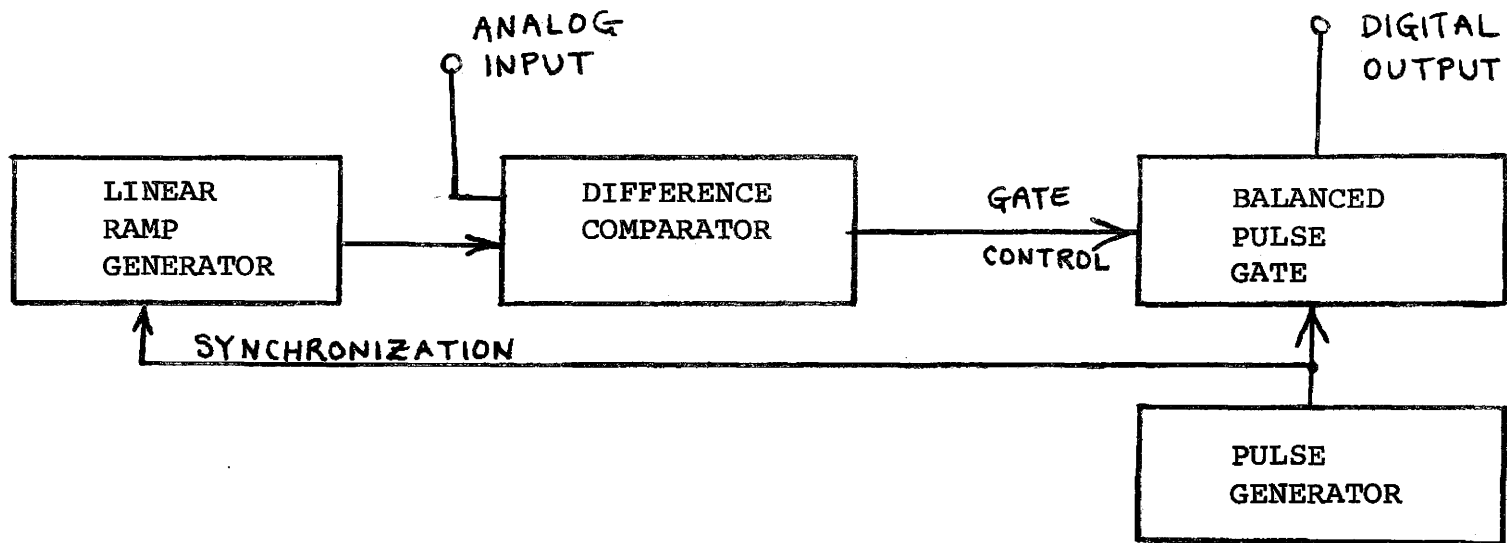 ANALOG
INPUT
DIGITAL
OUTPUT
LINEAR
RAMP
GENERATOR
DIFFERENCE
COMPARATOR
GATE
CONTROL
BALANCED
PULSE
GATE
SYNCHRONIZATION
PULSE
GENERATOR